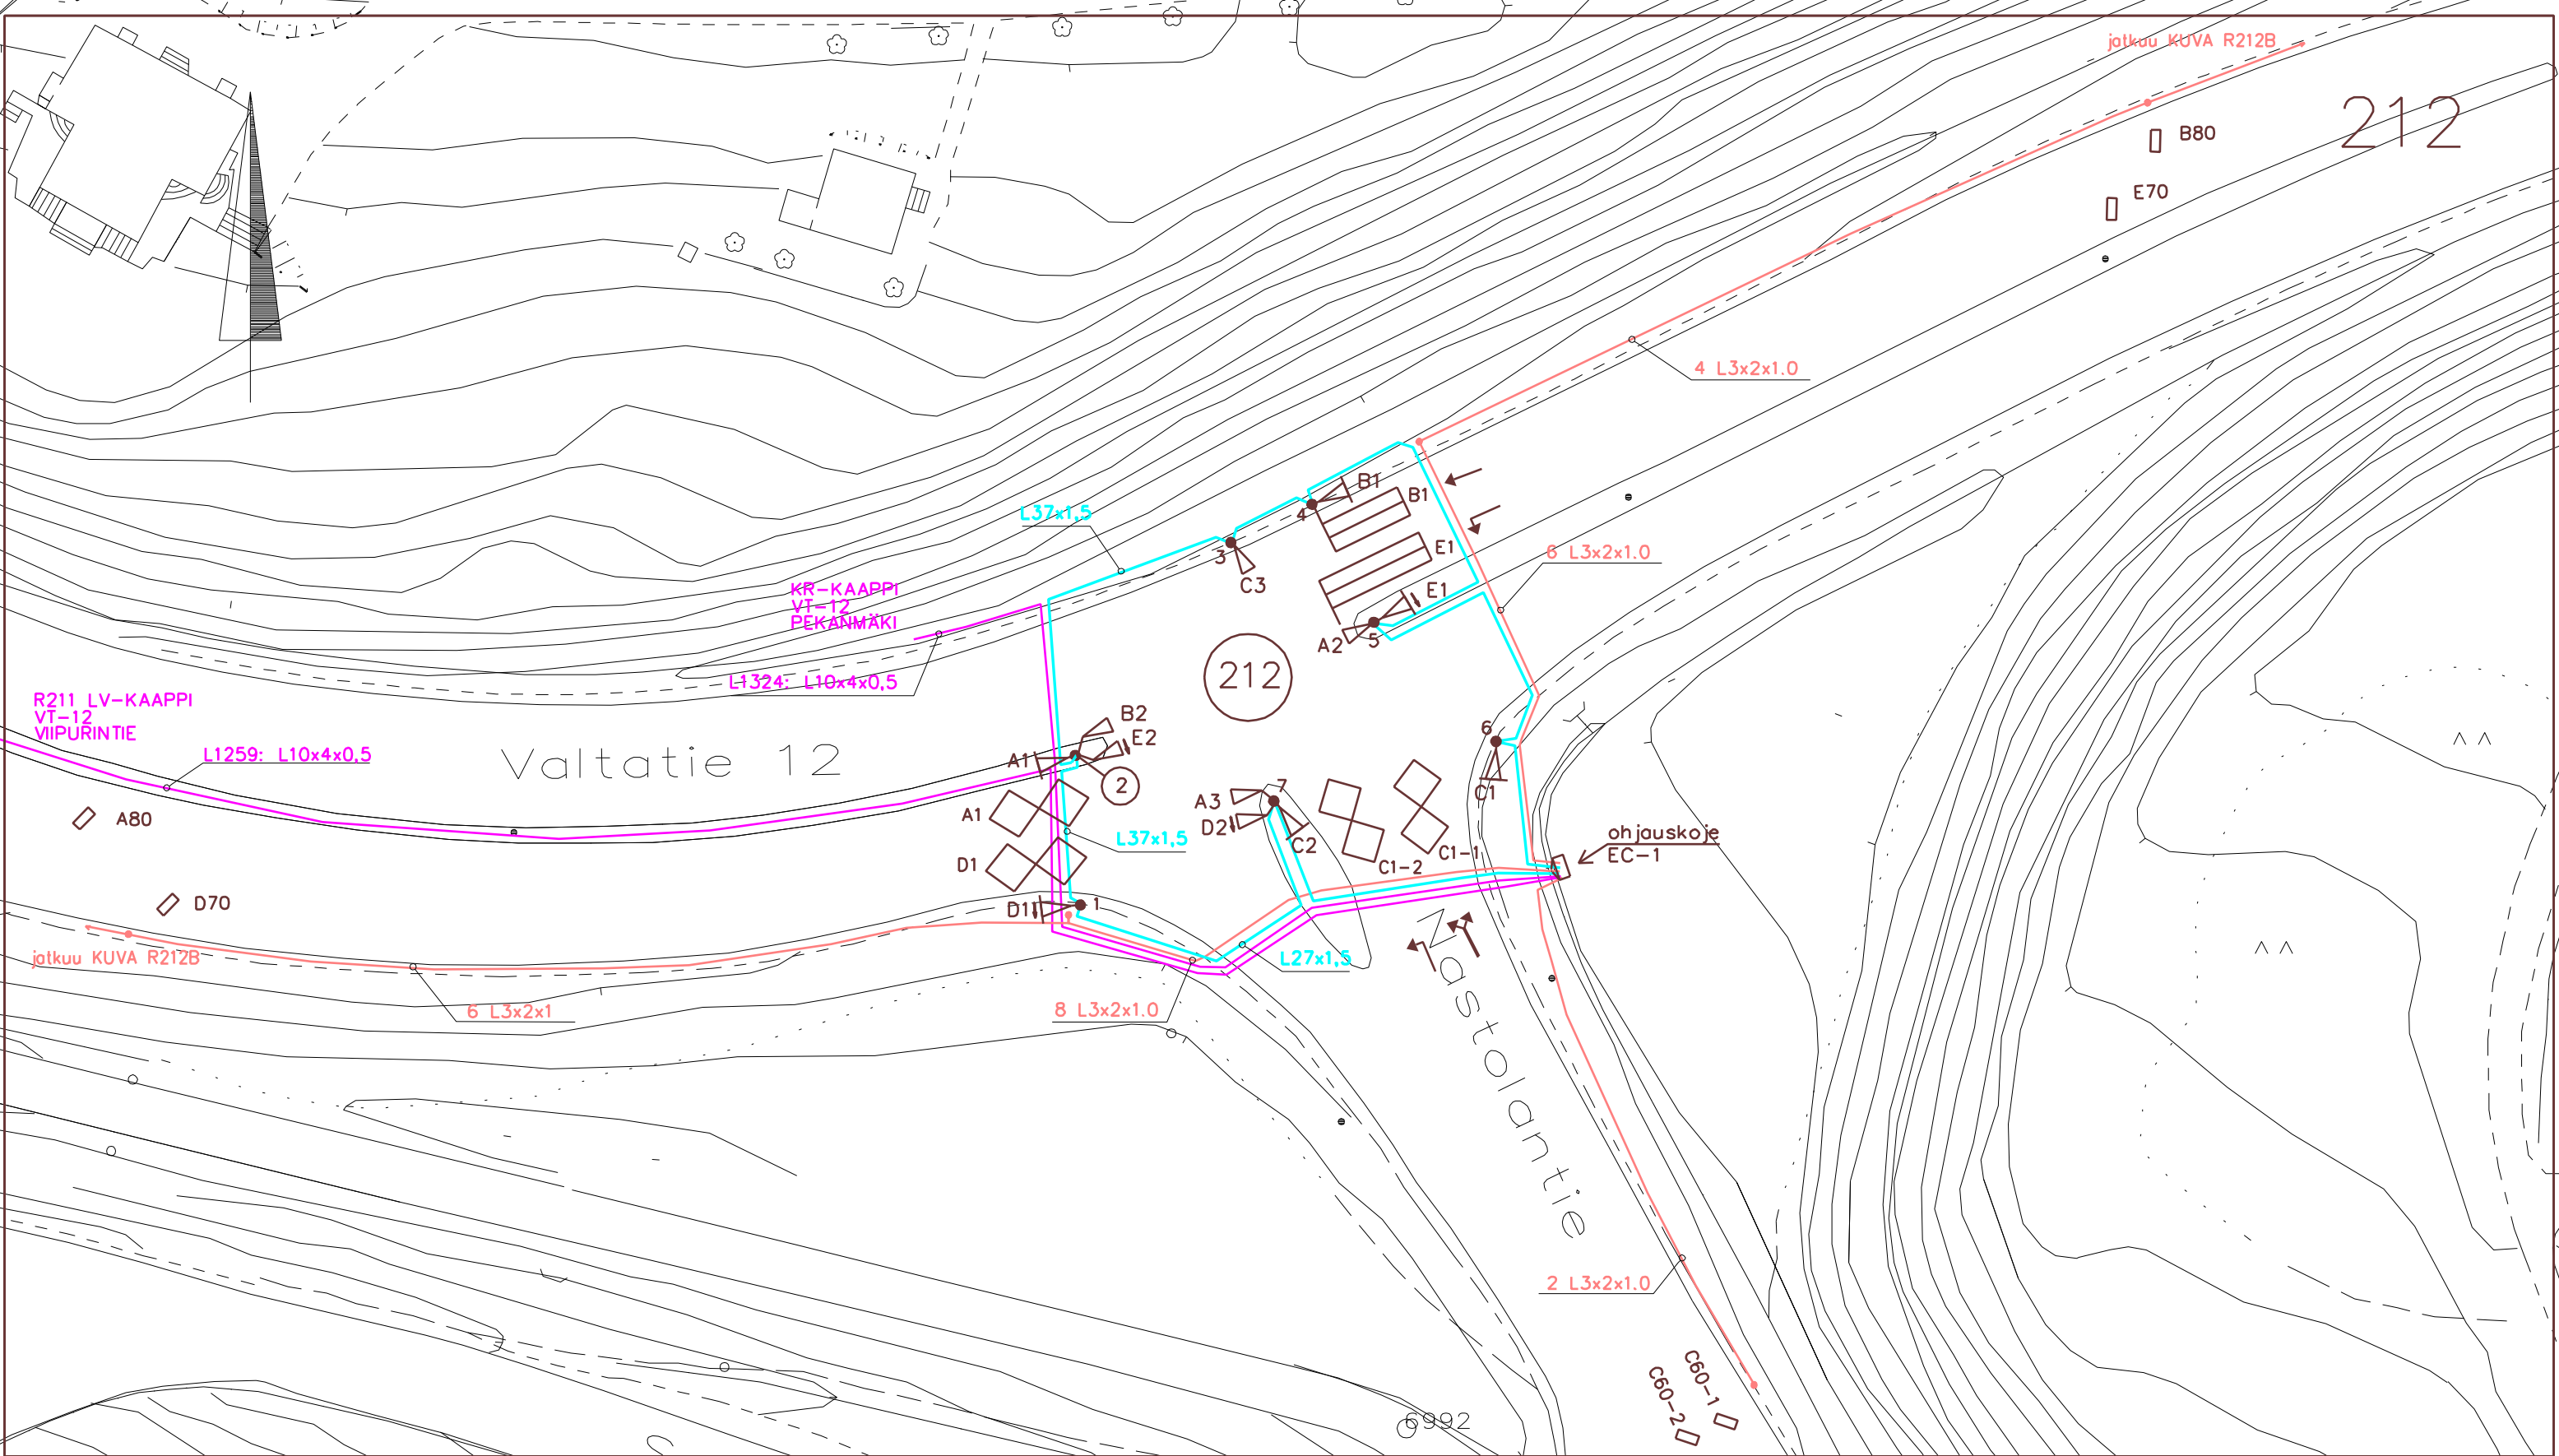 jatkuu KUVA R212B
212
B80
E70
4 L3x2x1.0
B1
B1
L37x1,5
4
3
C3
E1
6 L3x2x1.0
E1
A2
5
KR-KAAPPI
VT-12
PEKANMÄKI
212
L1324: L10x4x0,5
R211 LV-KAAPPI
VT-12
VIIPURINTIE
L1259: L10x4x0,5
Valtatie 12
B2
E2
A1
2
6
C1
7
A3
D2
C2
A1
A80
L37x1,5
C1-1
C1-2
ohjauskoje
EC-1
D1
D70
D1
1
jatkuu KUVA R212B
L27x1,5
Nastolantie
6 L3x2x1
8 L3x2x1.0
2 L3x2x1.0
C60-1
C60-2
6992